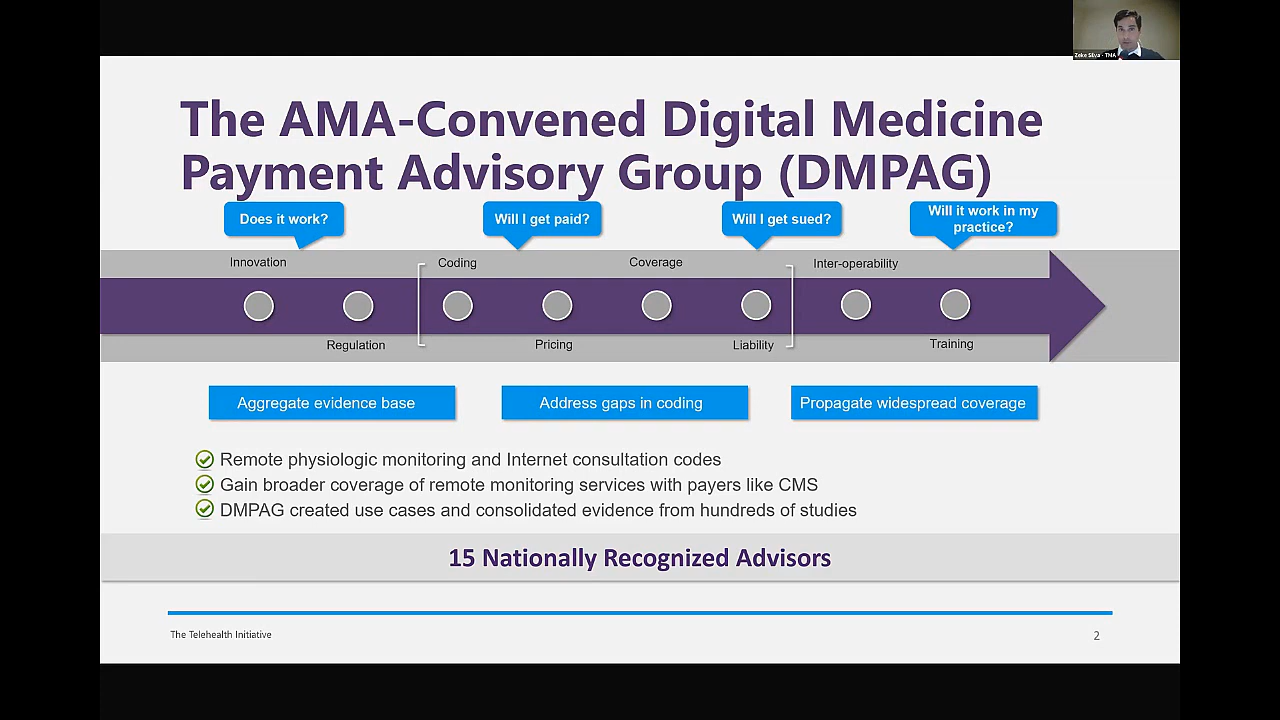 Zeke Silva - TMA
The AMA-Convened Digital Medicine
Payment Advisory Group (DMPAG)
Does it work?
Will I get paid?
Will I get sued?
Will it work in my
practice?
Innovation
Coding
Coverage
Inter-operability
Regulation
Pricing
Liability
Training
Aggregate evidence base
Address gaps in coding
Propagate widespread coverage
Remote physiologic monitoring and Internet consultation codes
Gain broader coverage of remote monitoring services with payers like CMS
DMPAG created use cases and consolidated evidence from hundreds of studies
15 Nationally Recognized Advisors
The Telehealth Initiative
2